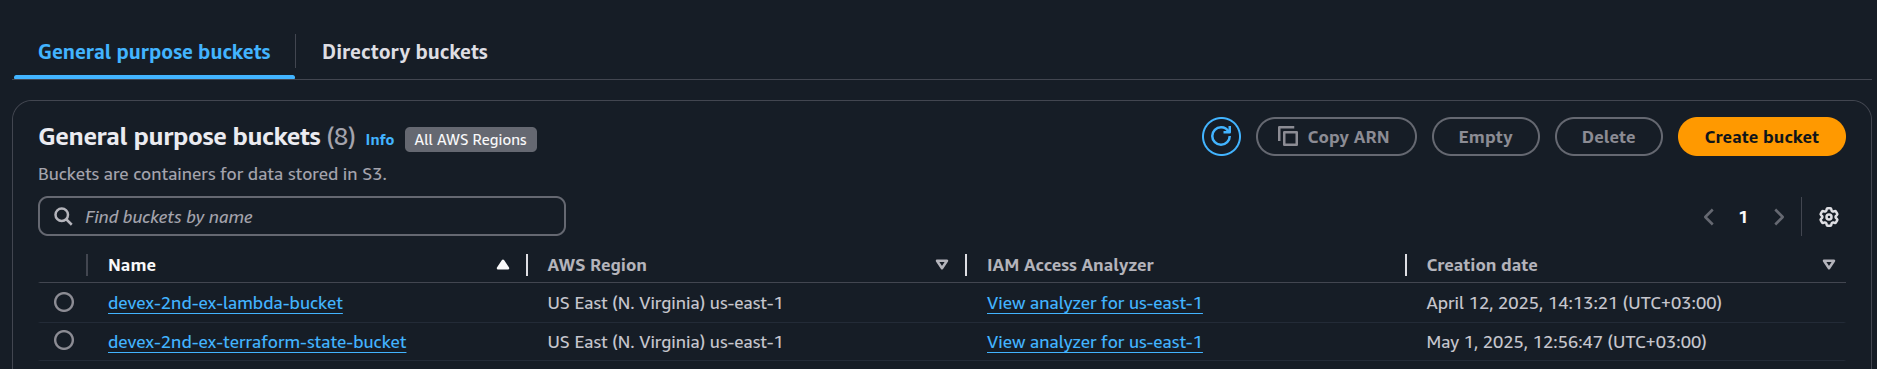 General purpose buckets Directory buckets
General purpose buckets (8) Info All AWS Regions Copy ARN Empty Delete Create bucket
Buckets are containers for data stored in S3.
Find buckets by name 1
Name AWS Region IAM Access Analyzer Creation date
devex-2nd-ex-lambda-bucket US East (N. Virginia) us-east-1 View analyzer for us-east-1 April 12, 2025, 14:13:21 (UTC+03:00)
devex-2nd-ex-terraform-state-bucket US East (N. Virginia) us-east-1 View analyzer for us-east-1 May 1, 2025, 12:56:47 (UTC+03:00)